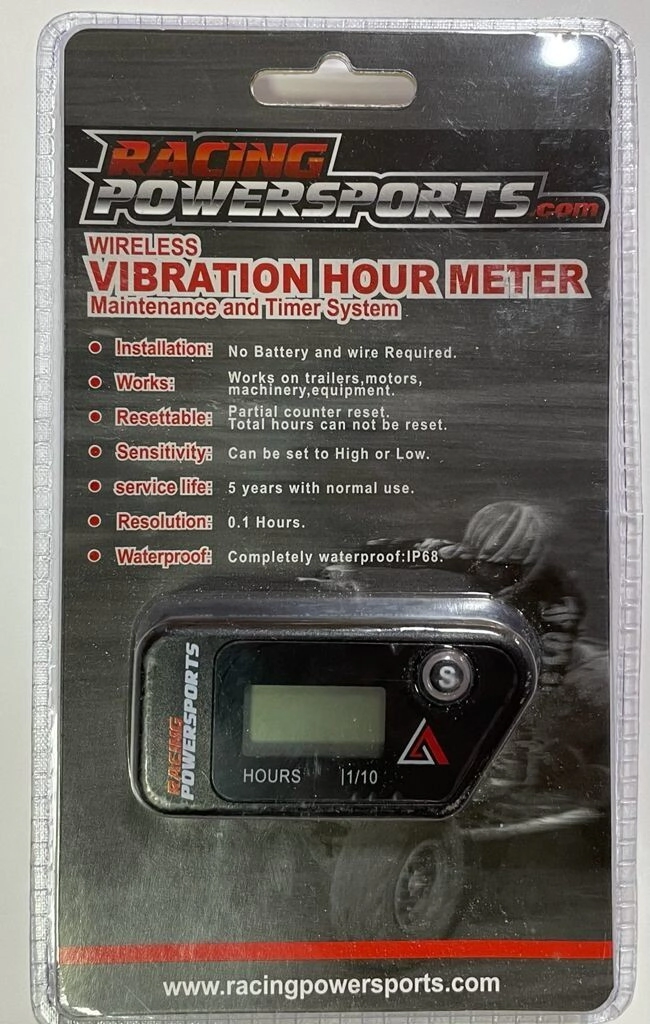 RACING
POWERSPORTS.com
WIRELESS
VIBRATION HOUR METER
Maintenance and Timer System
Installation: No Battery and wire Required.
Works: Works on trailers,motors,
machinery,equipment.
Resettable: Partial counter reset.
Total hours can not be reset.
Sensitivity: Can be set to High or Low.
service life: 5 years with normal use.
Resolution: 0.1 Hours.
Waterproof: Completely waterproof:IP68.
RACING
POWERSPORTS
S
HOURS |1/10
www.racingpowersports.com